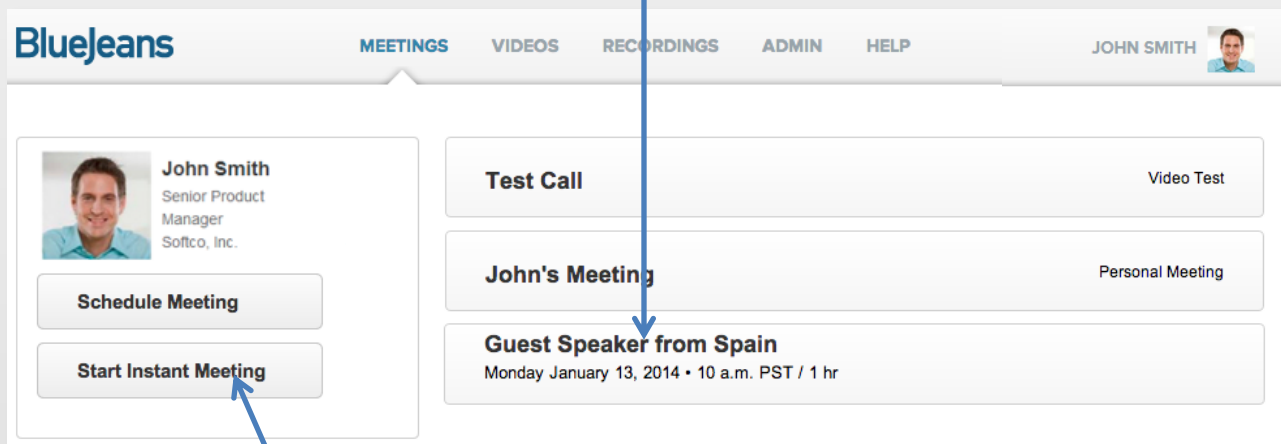 BlueJeans MEETINGS VIDEOS RECORDINGS ADMIN HELP JOHN SMITH
John Smith
Senior Product
Manager
Softco, Inc.
Schedule Meeting
Start Instant Meeting
Test Call Video Test
John's Meeting Personal Meeting
Guest Speaker from Spain
Monday January 13, 2014 • 10 a.m. PST / 1 hr